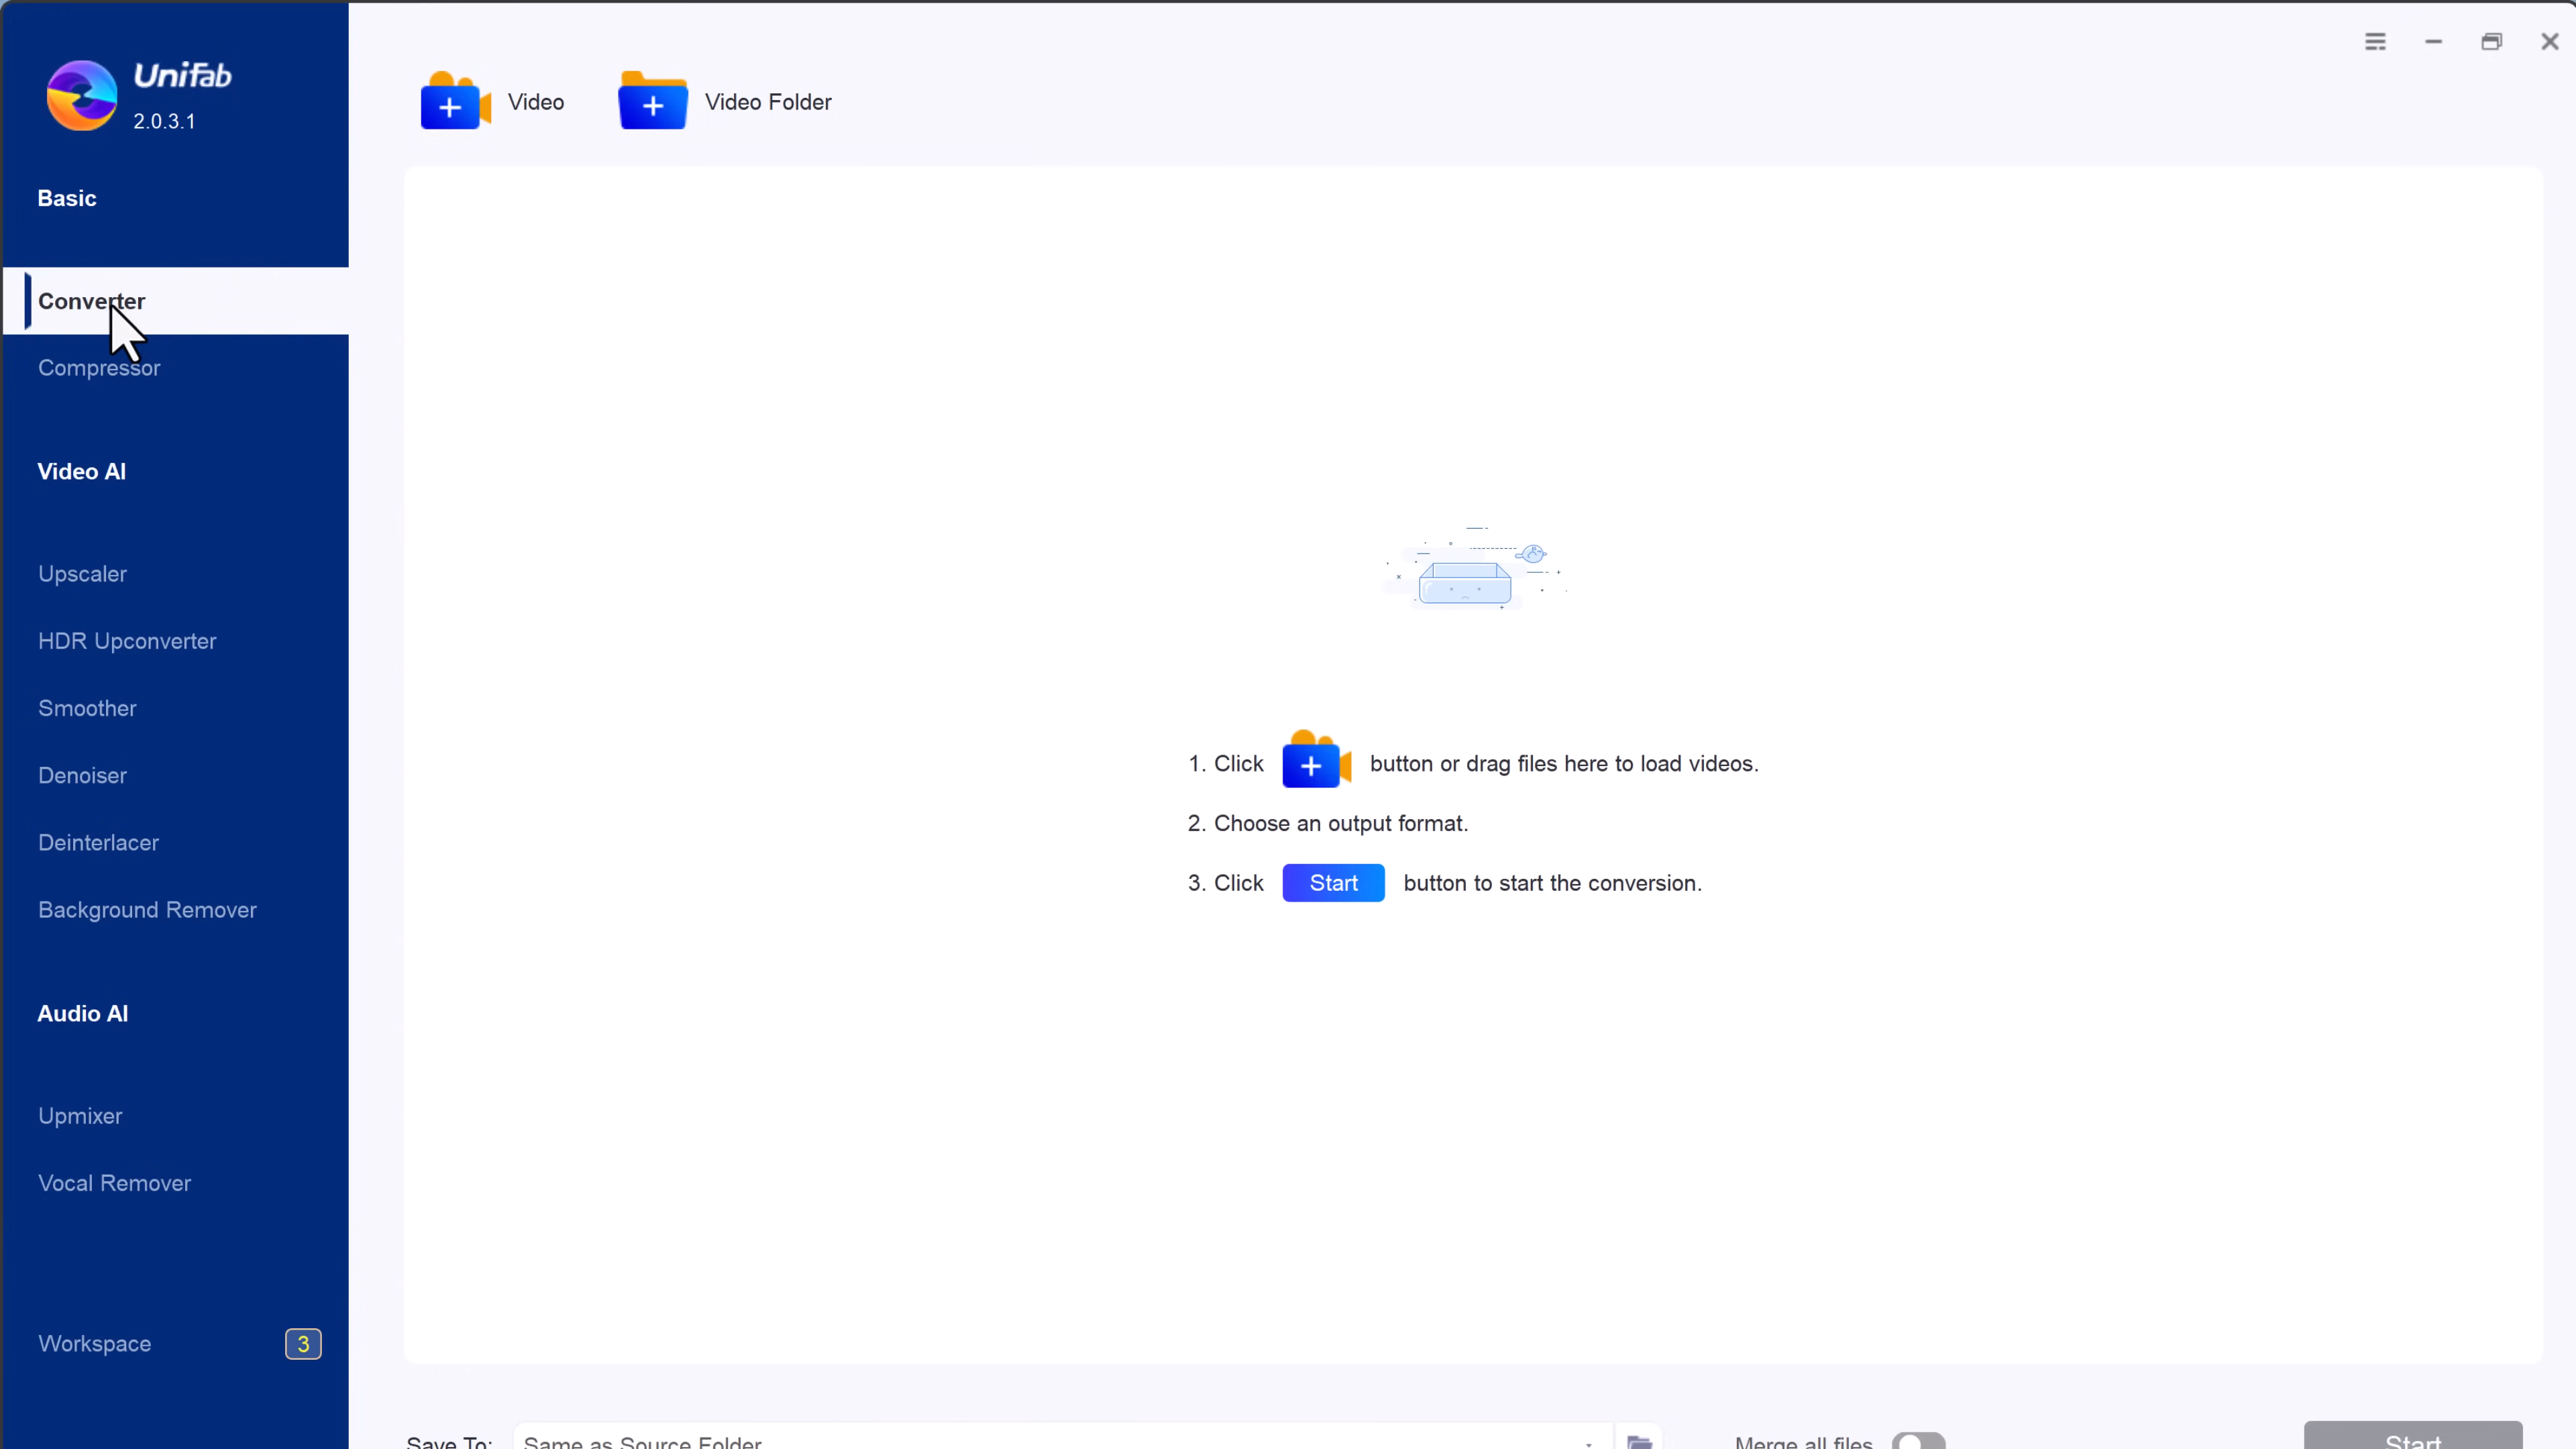 Unifab
2.0.3.1
Basic
Converter
Compressor
Video AI
Upscaler
HDR Upconverter
Smoother
Denoiser
Deinterlacer
Background Remover
Audio AI
Upmixer
Vocal Remover
Workspace 3
Video Video Folder
1. Click button or drag files here to load videos.
2. Choose an output format.
3. Click Start button to start the conversion.
Save To: Same as Source Folder Merge all files Start